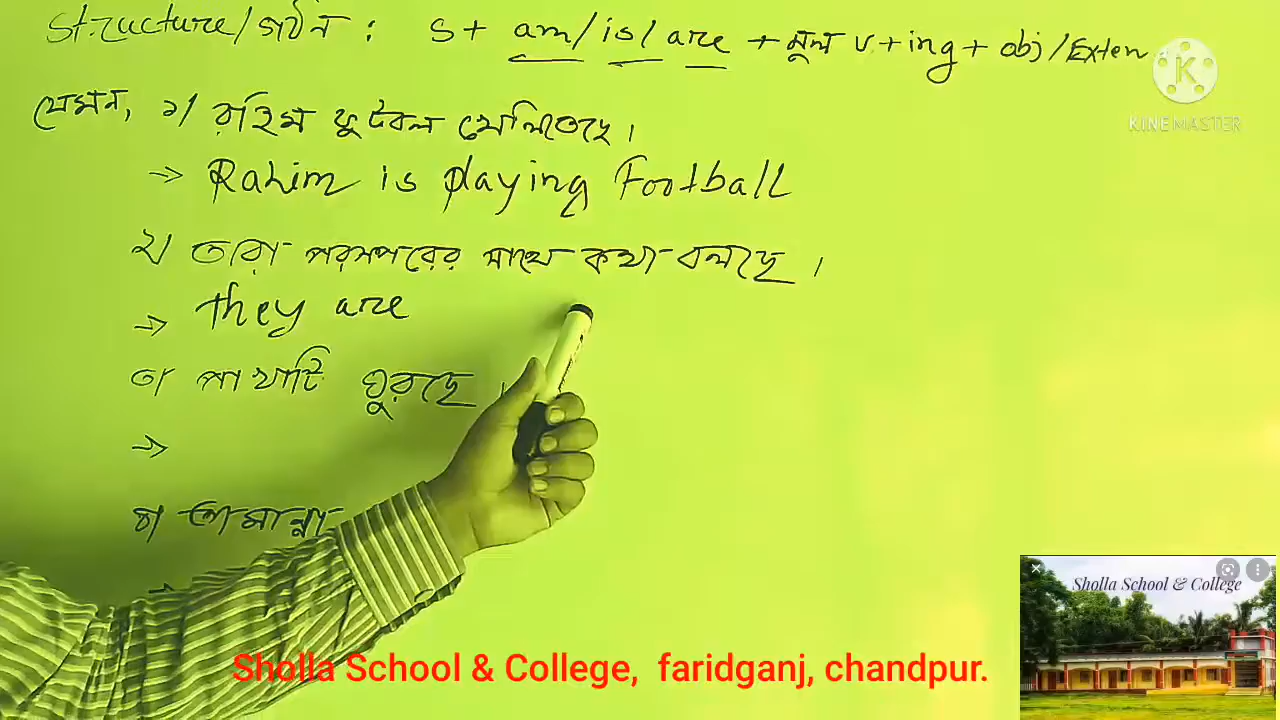 Structure/গঠন : S + am/is/are + মূল v + ing + obj/Exten
যেমন, ১/ রহিম ফুটবল খেলিতেছে।
→ Rahim is playing Football
২/ তারা পরস্পরের সাথে কথা বলছে।
→ they are
৩/ পাখাটি ঘুরছে।
→
৪/ তামান্না
→
KINEMASTER
Sholla School & College
Sholla School & College, faridganj, chandpur.